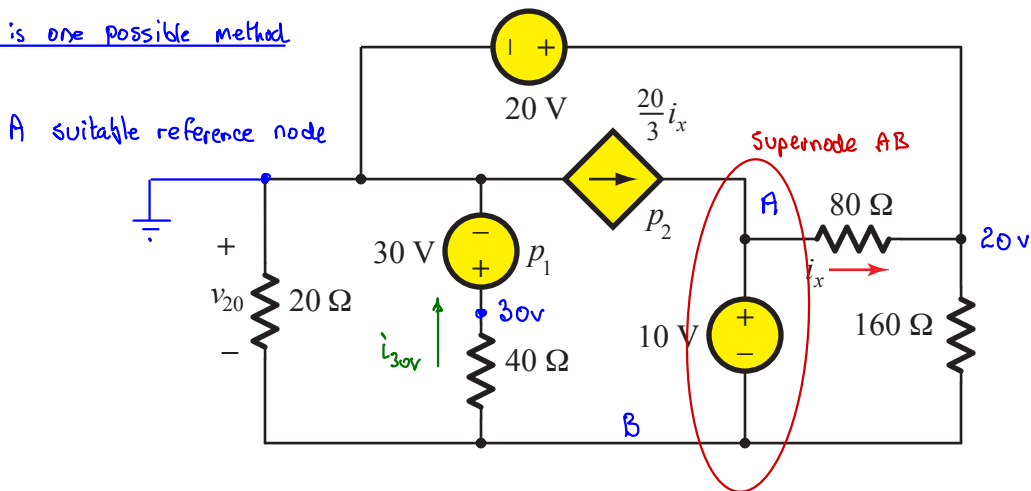 is one possible method
20 V
A suitable reference node
20/3 i_x
Supernode AB
A
80 Ω
p_2
+
30 V
p_1
20v
i_x
v_20
20 Ω
30v
10 V
160 Ω
i_30v
40 Ω
−
B